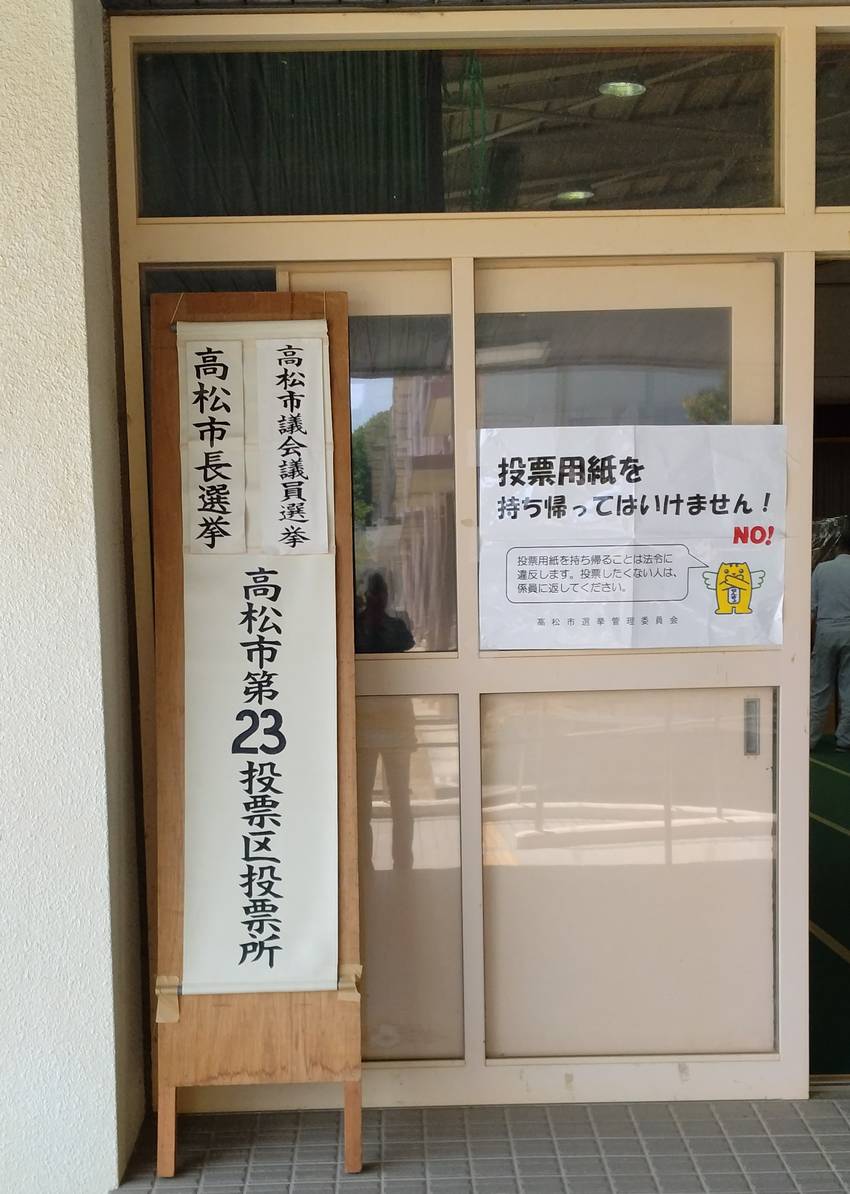 高松市議会議員選挙
高松市長選挙
高松市第23投票区投票所
投票用紙を
持ち帰ってはいけません!
NO!
投票用紙を持ち帰ることは法令に
違反します。投票したくない人は、
係員に返してください。
高松市選挙管理委員会